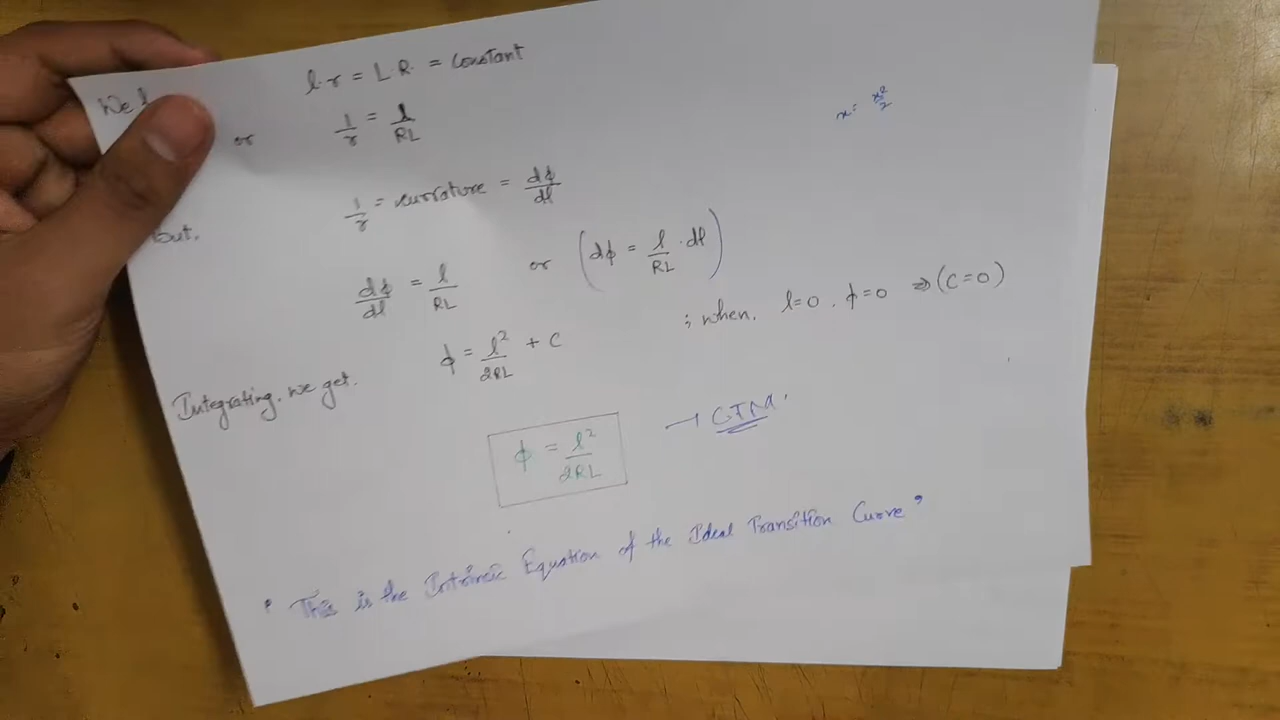 We l·r = L·R· = Constant
or 1/r = l/RL
1/r = curvature = dφ/dl
but.
dφ/dl = l/RL or (dφ = l/RL · dl)
Integrating, we get. φ = l²/2RL + C ; when, l=0, φ=0 ⇒ (C=0)
φ = l²/2RL
" This is the Intrinsic Equation of the Ideal Transition Curve "